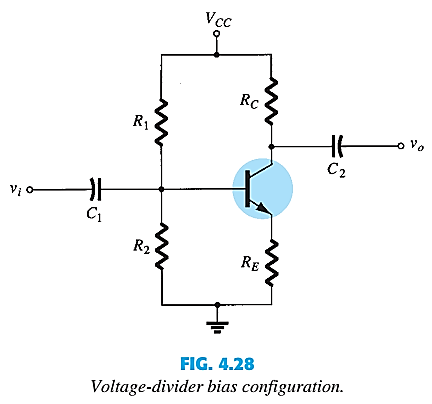 VCC
RC
R1
vo
C2
vi
C1
R2
RE
FIG. 4.28
Voltage-divider bias configuration.